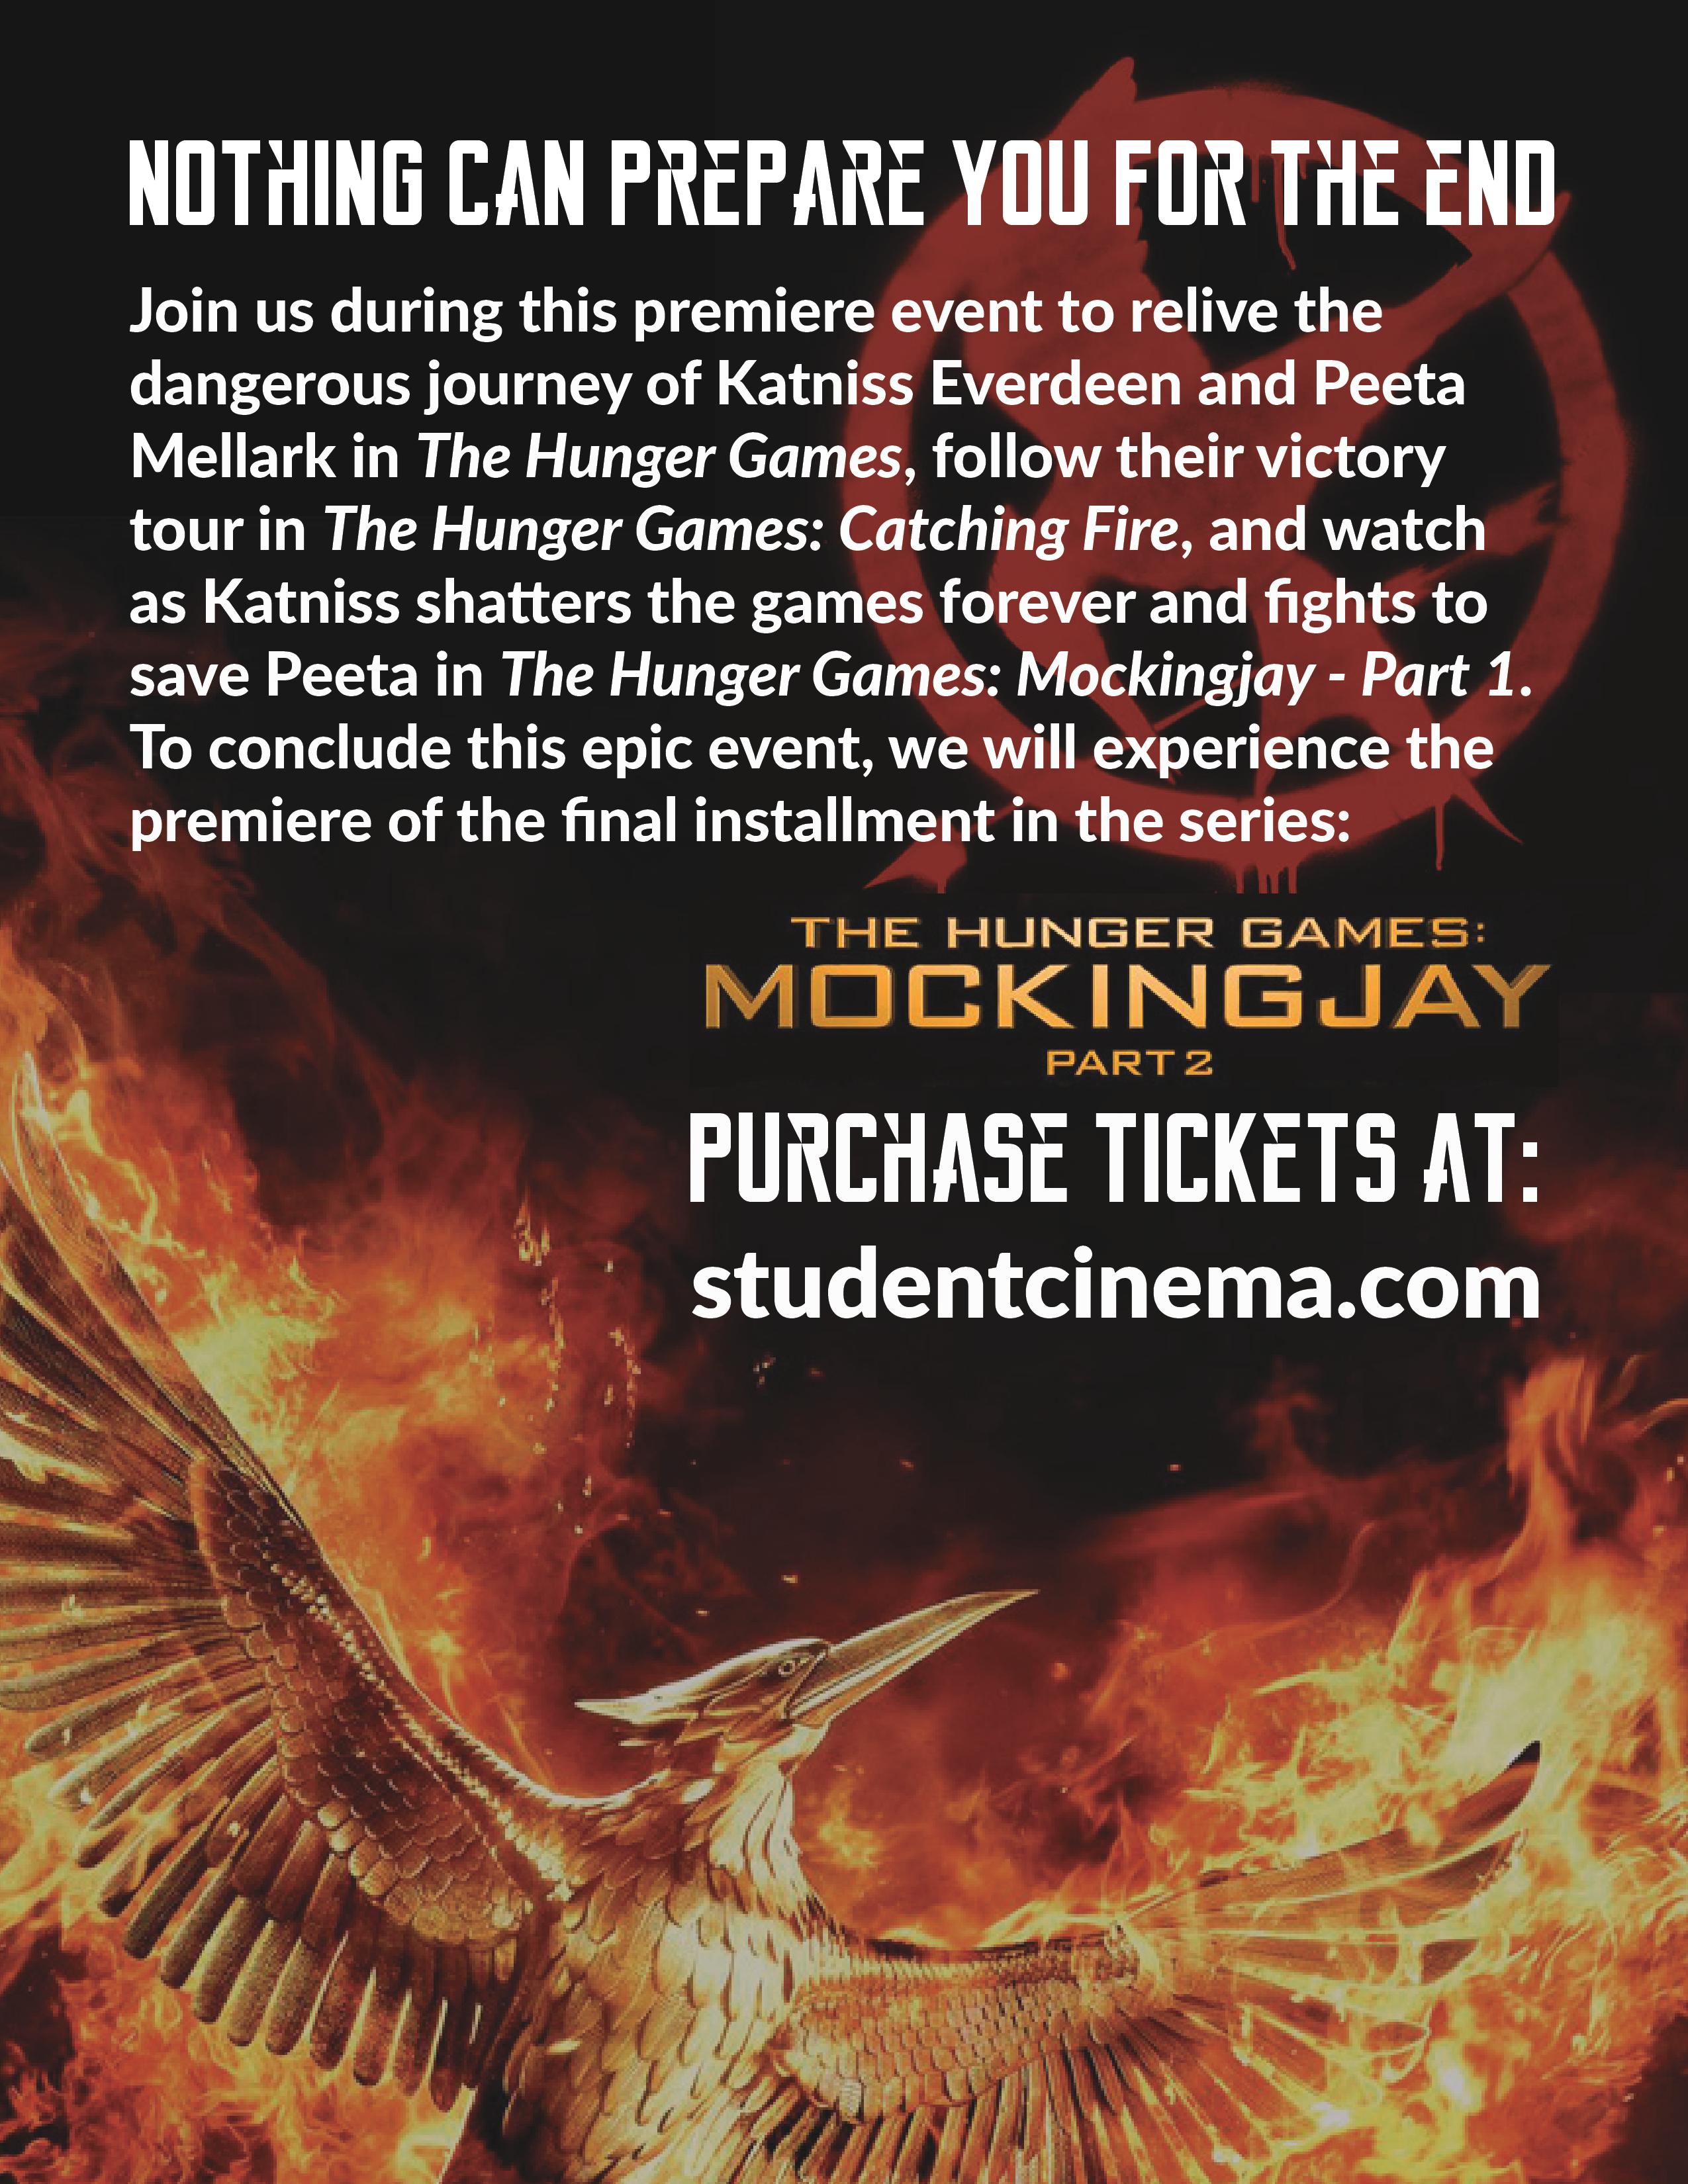 NOTHING CAN PREPARE YOU FOR THE END
Join us during this premiere event to relive the
dangerous journey of Katniss Everdeen and Peeta
Mellark in The Hunger Games, follow their victory
tour in The Hunger Games: Catching Fire, and watch
as Katniss shatters the games forever and fights to
save Peeta in The Hunger Games: Mockingjay - Part 1.
To conclude this epic event, we will experience the
premiere of the final installment in the series:
THE HUNGER GAMES:
MOCKINGJAY
PART 2
PURCHASE TICKETS AT:
studentcinema.com